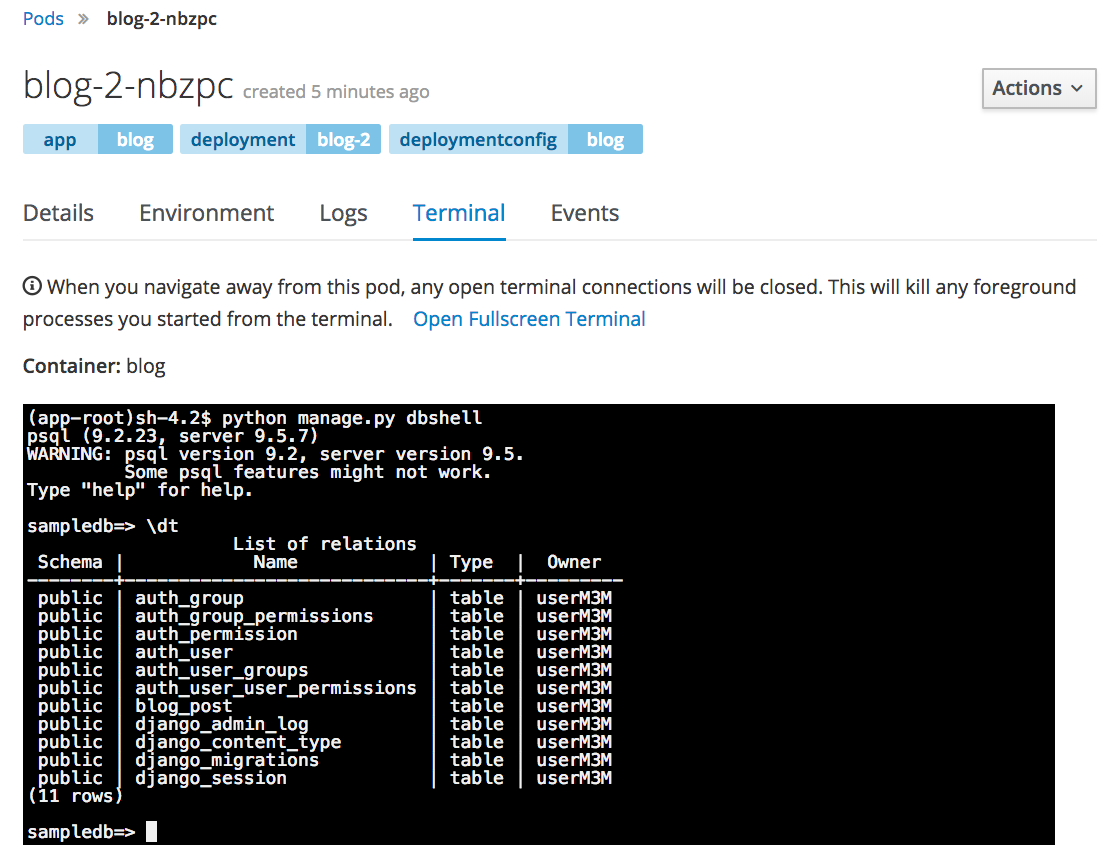 Pods » blog-2-nbzpc
blog-2-nbzpc created 5 minutes ago
Actions
app blog deployment blog-2 deploymentconfig blog
Details Environment Logs Terminal Events
When you navigate away from this pod, any open terminal connections will be closed. This will kill any foreground
processes you started from the terminal. Open Fullscreen Terminal
Container: blog
(app-root)sh-4.2$ python manage.py dbshell
psql (9.2.23, server 9.5.7)
WARNING: psql version 9.2, server version 9.5.
         Some psql features might not work.
Type "help" for help.
sampledb=> \dt
                   List of relations
 Schema |            Name            | Type  |  Owner
--------+----------------------------+-------+---------
 public | auth_group                 | table | userM3M
 public | auth_group_permissions     | table | userM3M
 public | auth_permission            | table | userM3M
 public | auth_user                  | table | userM3M
 public | auth_user_groups           | table | userM3M
 public | auth_user_user_permissions | table | userM3M
 public | blog_post                  | table | userM3M
 public | django_admin_log           | table | userM3M
 public | django_content_type        | table | userM3M
 public | django_migrations          | table | userM3M
 public | django_session             | table | userM3M
(11 rows)
sampledb=>